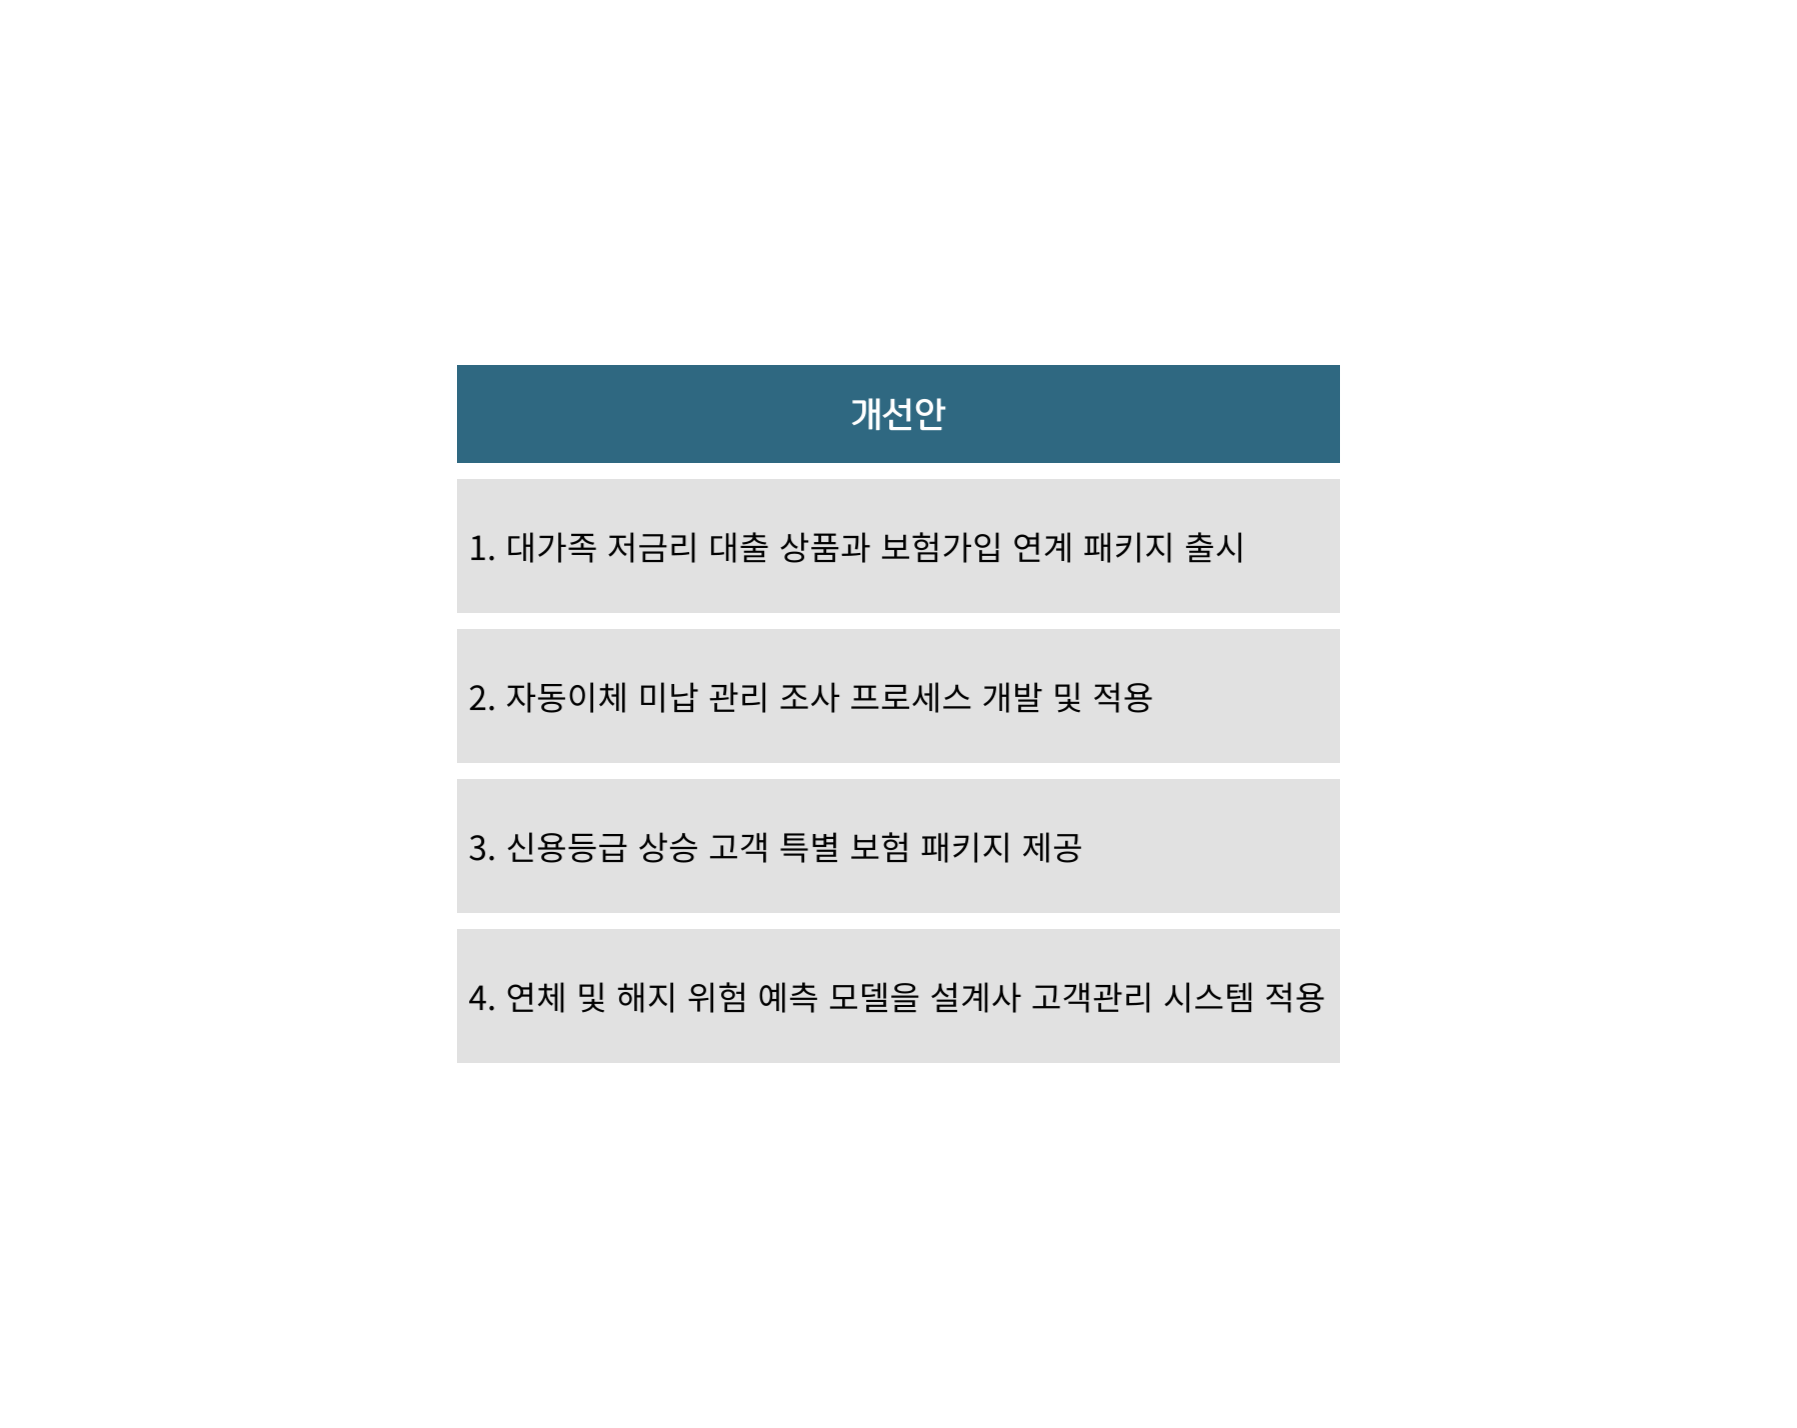 개선안
1. 대가족 저금리 대출 상품과 보험가입 연계 패키지 출시
2. 자동이체 미납 관리 조사 프로세스 개발 및 적용
3. 신용등급 상승 고객 특별 보험 패키지 제공
4. 연체 및 해지 위험 예측 모델을 설계사 고객관리 시스템 적용